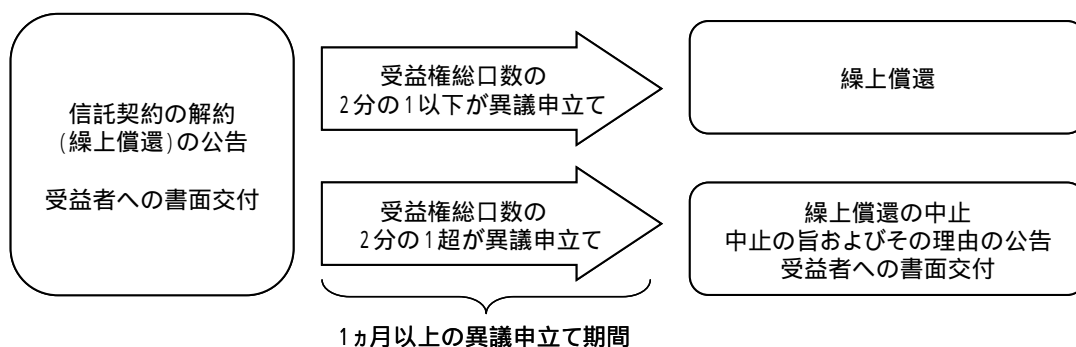 信託契約の解約
(繰上償還)の公告
受益者への書面交付
受益権総口数の
2分の1以下が異議申立て
繰上償還
受益権総口数の
2分の1超が異議申立て
繰上償還の中止
中止の旨およびその理由の公告
受益者への書面交付
1ヵ月以上の異議申立て期間